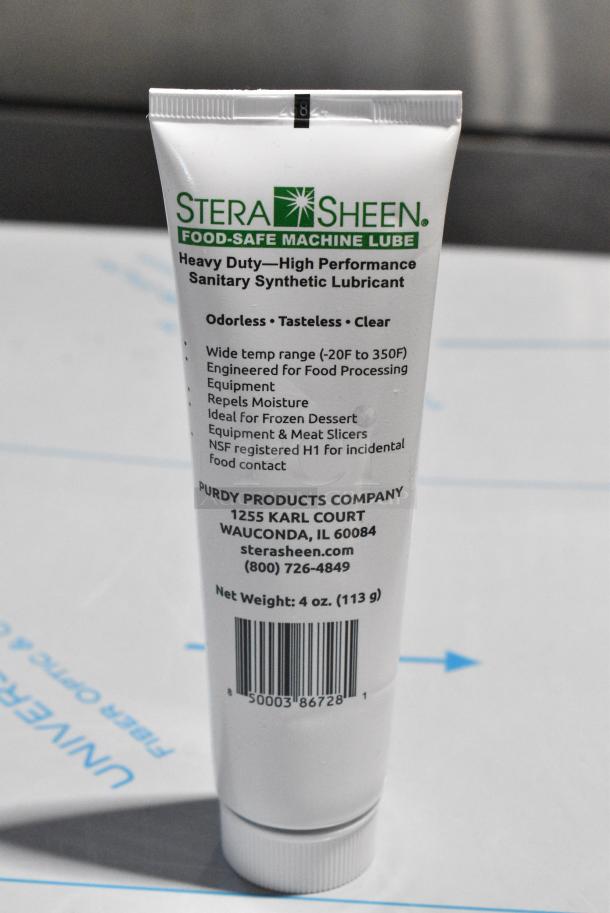 STERA SHEEN®
FOOD-SAFE MACHINE LUBE
Heavy Duty—High Performance
Sanitary Synthetic Lubricant
Odorless • Tasteless • Clear
• Wide temp range (-20F to 350F)
• Engineered for Food Processing
Equipment
• Repels Moisture
• Ideal for Frozen Dessert
Equipment & Meat Slicers
• NSF registered H1 for incidental
food contact
PURDY PRODUCTS COMPANY
1255 KARL COURT
WAUCONDA, IL 60084
sterasheen.com
(800) 726-4849
Net Weight: 4 oz. (113 g)
8 50003 86728 1
UNIVERS
FIBER OPTIC &